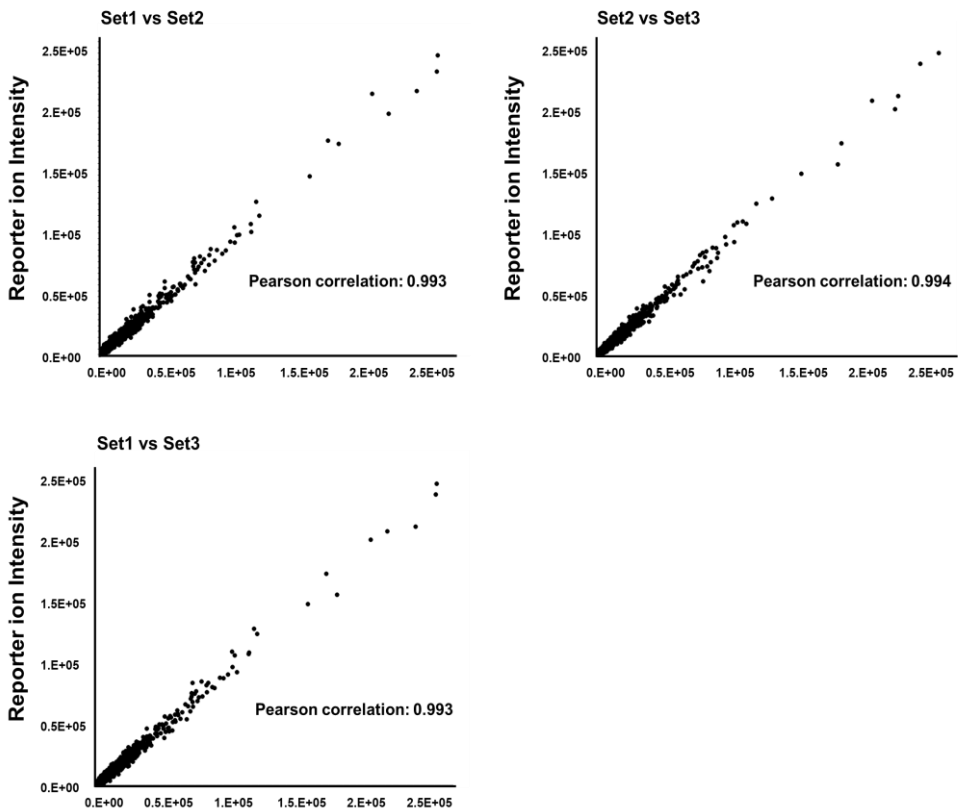 Set1 vs Set2
Reporter ion Intensity
2.5E+05
2.E+05
1.5E+05
1.E+05
0.5E+05
0.E+00
Pearson correlation: 0.993
0.E+00 0.5E+05 1.E+05 1.5E+05 2.E+05 2.5E+05
Set2 vs Set3
Reporter ion Intensity
2.5E+05
2.E+05
1.5E+05
1.E+05
0.5E+05
0.E+00
Pearson correlation: 0.994
0.E+00 0.5E+05 1.E+05 1.5E+05 2.E+05 2.5E+05
Set1 vs Set3
Reporter ion Intensity
2.5E+05
2.E+05
1.5E+05
1.E+05
0.5E+05
0.E+00
Pearson correlation: 0.993
0.E+00 0.5E+05 1.E+05 1.5E+05 2.E+05 2.5E+05